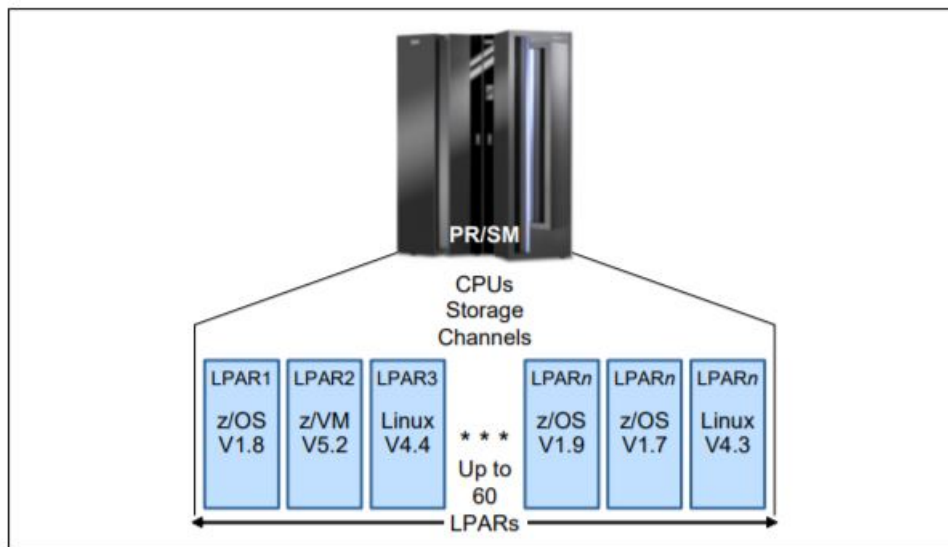 PR/SM
CPUs
Storage
Channels
LPAR1
z/OS
V1.8
LPAR2
z/VM
V5.2
LPAR3
Linux
V4.4
* * *
Up to
60
LPARs
LPARn
z/OS
V1.9
LPARn
z/OS
V1.7
LPARn
Linux
V4.3